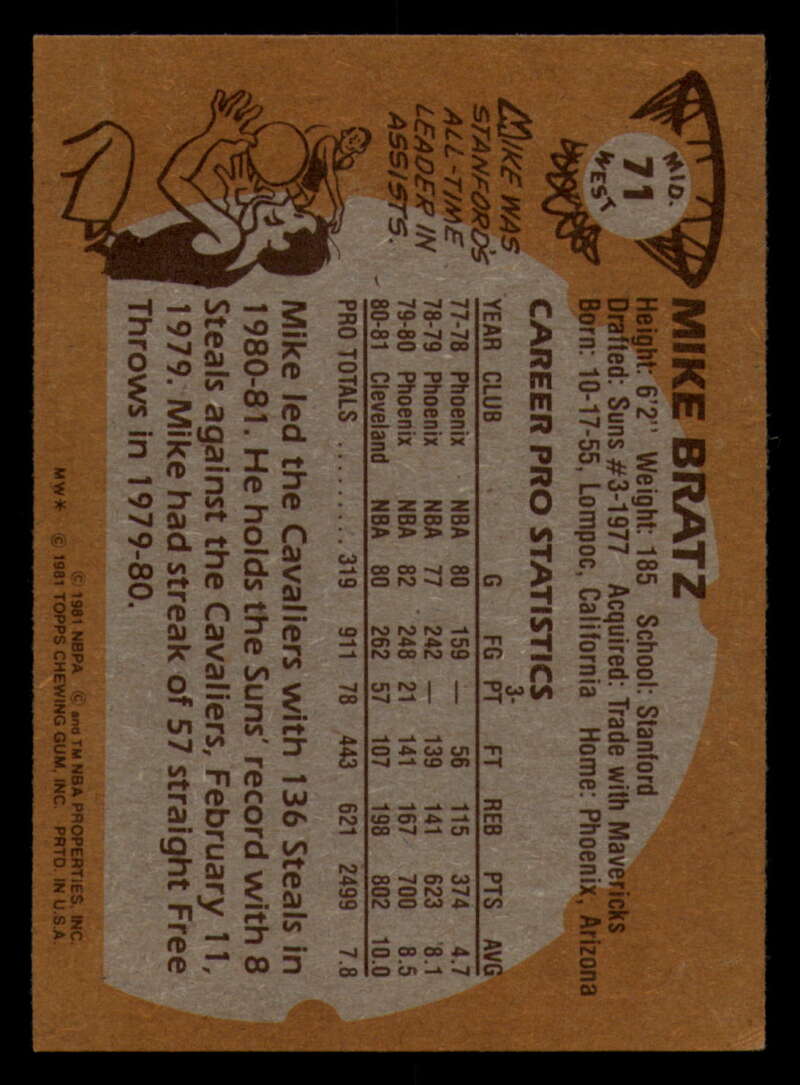 71
MID.
WEST
MIKE BRATZ
Height: 6'2" Weight: 185 School: Stanford
Drafted: Suns #3-1977 Acquired: Trade with Mavericks
Born: 10-17-55, Lompoc, California Home: Phoenix, Arizona
CAREER PRO STATISTICS
YEAR CLUB G FG 3-PT FT REB PTS AVG
77-78 Phoenix NBA 80 159 — 56 115 374 4.7
78-79 Phoenix NBA 77 242 — 139 141 623 8.1
79-80 Phoenix NBA 82 248 21 141 167 700 8.5
80-81 Cleveland NBA 80 262 57 107 198 802 10.0
PRO TOTALS ......... 319 911 78 443 621 2499 7.8
MIKE WAS
STANFORD'S
ALL-TIME
LEADER IN
ASSISTS.
Mike led the Cavaliers with 136 Steals in
1980-81. He holds the Suns' record with 8
Steals against the Cavaliers, February 11,
1979. Mike had streak of 57 straight Free
Throws in 1979-80.
© 1981 NBPA © and TM NBA PROPERTIES, INC.
MW* © 1981 TOPPS CHEWING GUM, INC. PRTD. IN U.S.A.